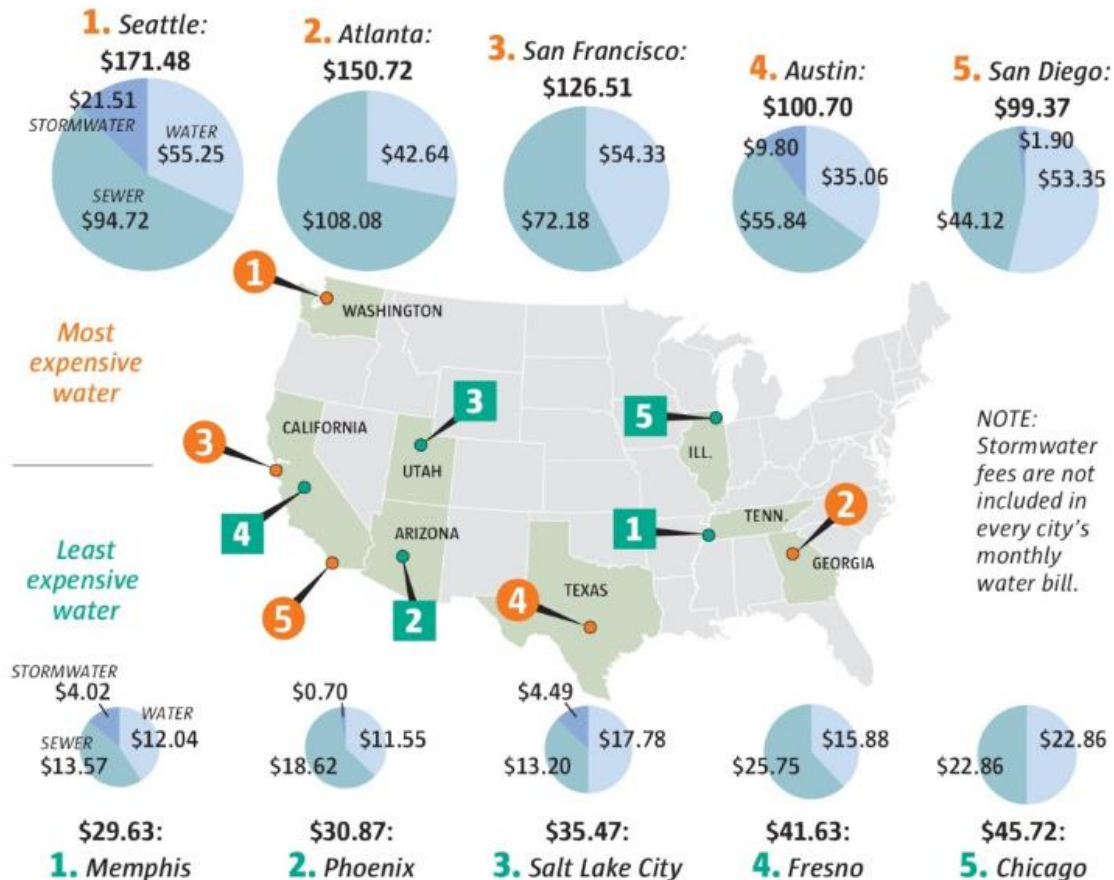 1. Seattle:
$171.48
$21.51
STORMWATER
WATER
$55.25
SEWER
$94.72
2. Atlanta:
$150.72
$42.64
$108.08
3. San Francisco:
$126.51
$54.33
$72.18
4. Austin:
$100.70
$9.80
$35.06
$55.84
5. San Diego:
$99.37
$1.90
$53.35
$44.12
Most
expensive
water
Least
expensive
water
1
WASHINGTON
3
5
CALIFORNIA
3
UTAH
ILL.
4
ARIZONA
1
TENN.
2
GEORGIA
5
2
4
TEXAS
NOTE:
Stormwater
fees are not
included in
every city's
monthly
water bill.
STORMWATER
$4.02
WATER
$12.04
SEWER
$13.57
$29.63:
1. Memphis
$0.70
$11.55
$18.62
$30.87:
2. Phoenix
$4.49
$17.78
$13.20
$35.47:
3. Salt Lake City
$15.88
$25.75
$41.63:
4. Fresno
$22.86
$22.86
$45.72:
5. Chicago